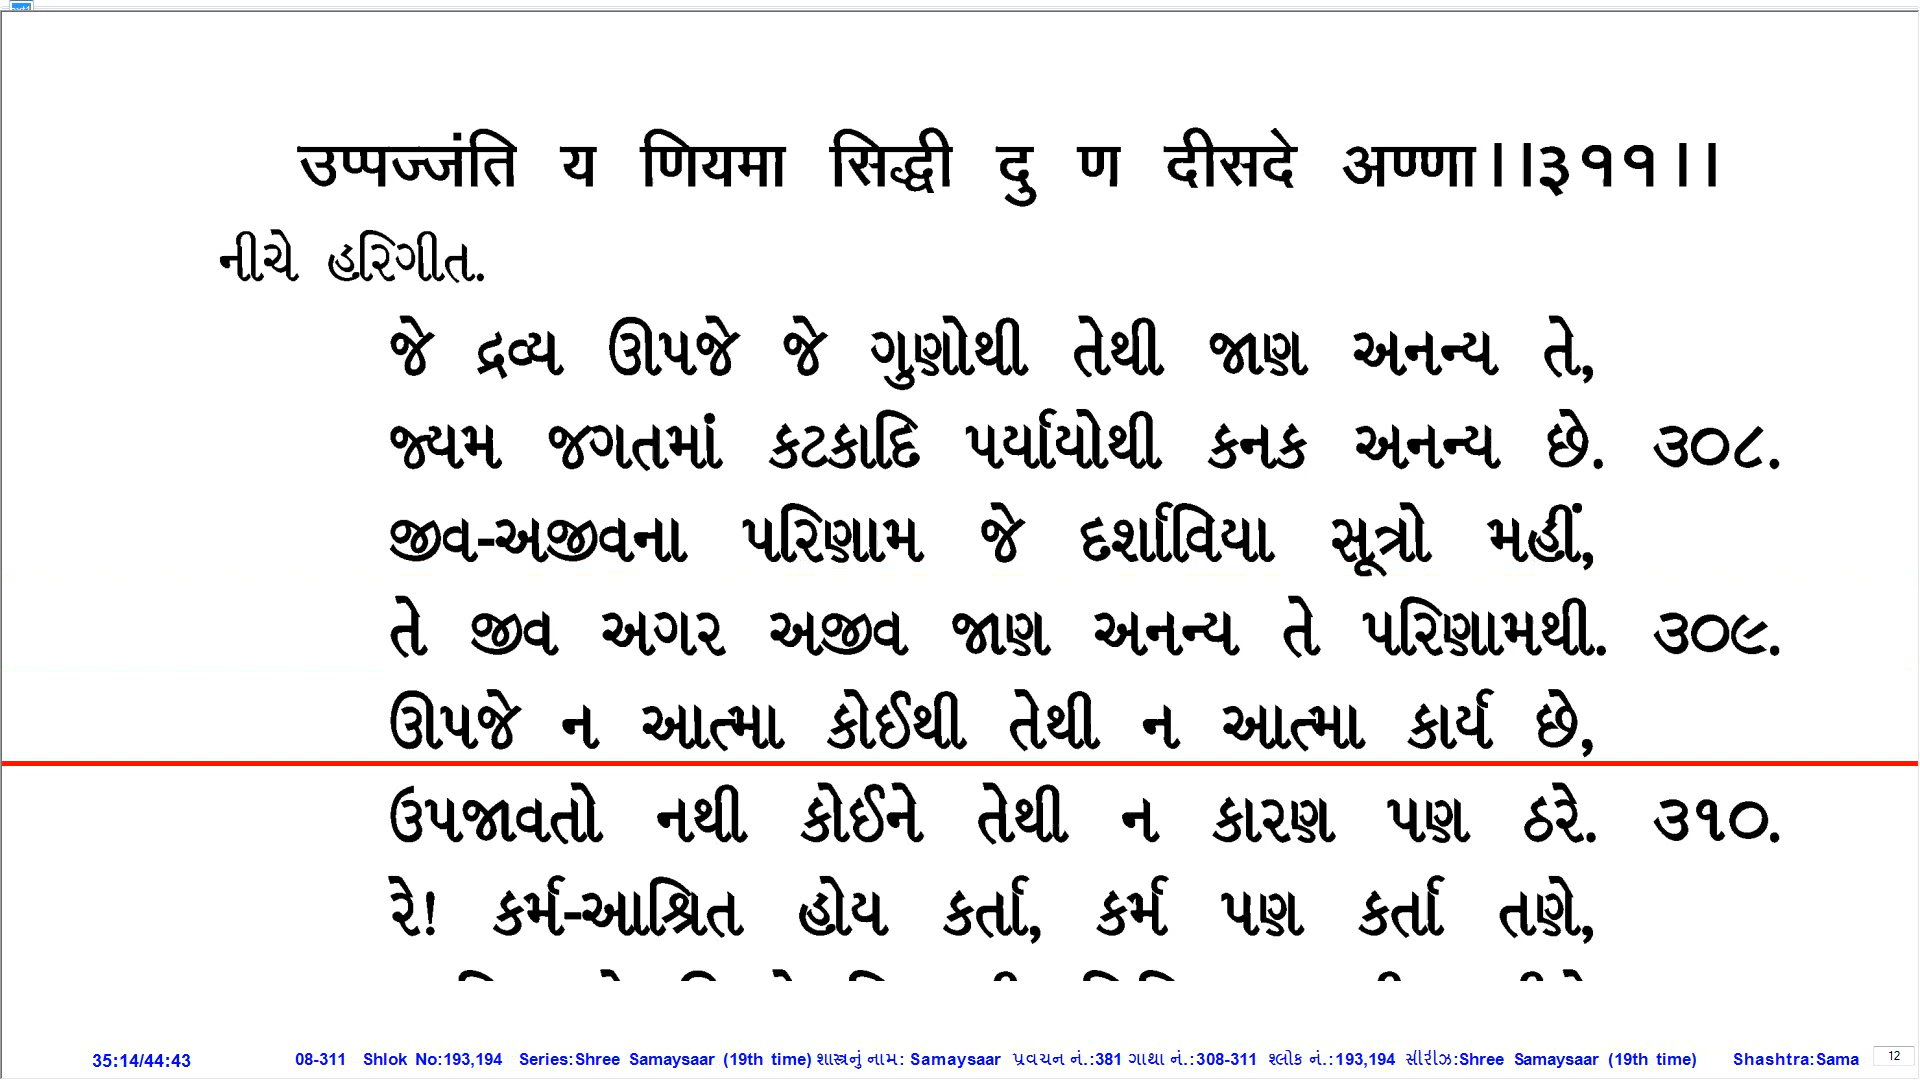 उप्पज्जंति य णियमा सिद्धी दु ण दीसदे अण्णा।।३११।।
નીચે હરિગીત.
જે દ્રવ્ય ઊપજે જે ગુણોથી તેથી જાણ અનન્ય તે,
જ્યમ જગતમાં કટકાદિ પર્યાયોથી કનક અનન્ય છે. ૩૦૮.
જીવ-અજીવના પરિણામ જે દર્શાવિયા સૂત્રો મહીં,
તે જીવ અગર અજીવ જાણ અનન્ય તે પરિણામથી. ૩૦૯.
ઊપજે ન આત્મા કોઈથી તેથી ન આત્મા કાર્ય છે,
ઉપજાવતો નથી કોઈને તેથી ન કારણ પણ ઠરે. ૩૧૦.
રે! કર્મ-આશ્રિત હોય કર્તા, કર્મ પણ કર્તા તણે,
35:14/44:43 08-311 Shlok No:193,194 Series:Shree Samaysaar (19th time) શાસ્ત્રનું નામ: Samaysaar પ્રવચન નં.:381 ગાથા નં.:308-311 શ્લોક નં.:193,194 સીરીઝ:Shree Samaysaar (19th time) Shashtra:Sama 12